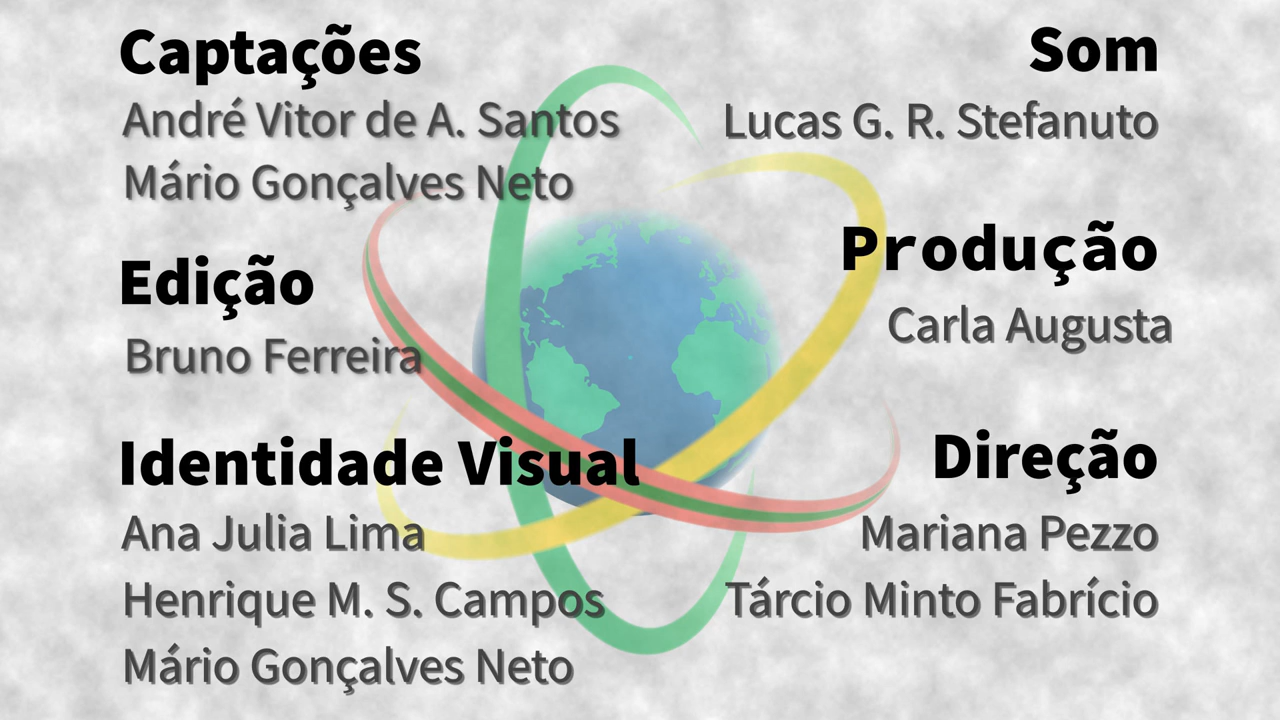 Captações
André Vitor de A. Santos
Mário Gonçalves Neto
Edição
Bruno Ferreira
Identidade Visual
Ana Julia Lima
Henrique M. S. Campos
Mário Gonçalves Neto
Som
Lucas G. R. Stefanuto
Produção
Carla Augusta
Direção
Mariana Pezzo
Tárcio Minto Fabrício